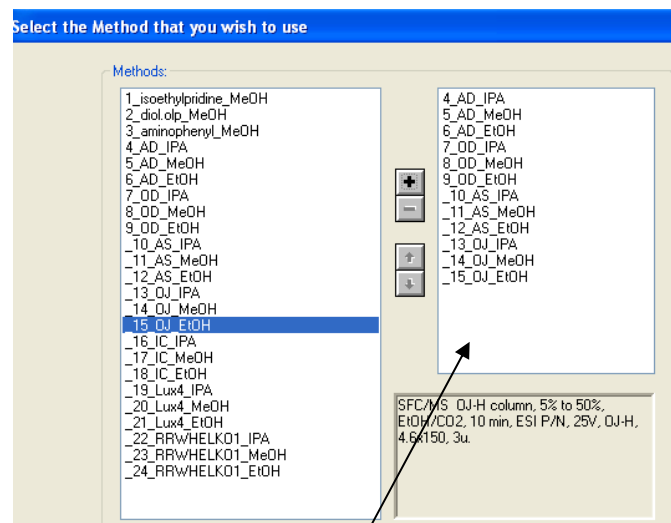 Select the Method that you wish to use
Methods:
1_isoethylpridine_MeOH
2_diol.olp_MeOH
3_aminophenyl_MeOH
4_AD_IPA
5_AD_MeOH
6_AD_EtOH
7_OD_IPA
8_OD_MeOH
9_OD_EtOH
_10_AS_IPA
_11_AS_MeOH
_12_AS_EtOH
_13_OJ_IPA
_14_OJ_MeOH
_15_OJ_EtOH
_16_IC_IPA
_17_IC_MeOH
_18_IC_EtOH
_19_Lux4_IPA
_20_Lux4_MeOH
_21_Lux4_EtOH
_22_RRWHELKO1_IPA
_23_RRWHELKO1_MeOH
_24_RRWHELKO1_EtOH
4_AD_IPA
5_AD_MeOH
6_AD_EtOH
7_OD_IPA
8_OD_MeOH
9_OD_EtOH
_10_AS_IPA
_11_AS_MeOH
_12_AS_EtOH
_13_OJ_IPA
_14_OJ_MeOH
_15_OJ_EtOH
SFC/MS OJ-H column, 5% to 50%,
EtOH/CO2, 10 min, ESI P/N, 25V, OJ-H,
4.6x150, 3u.